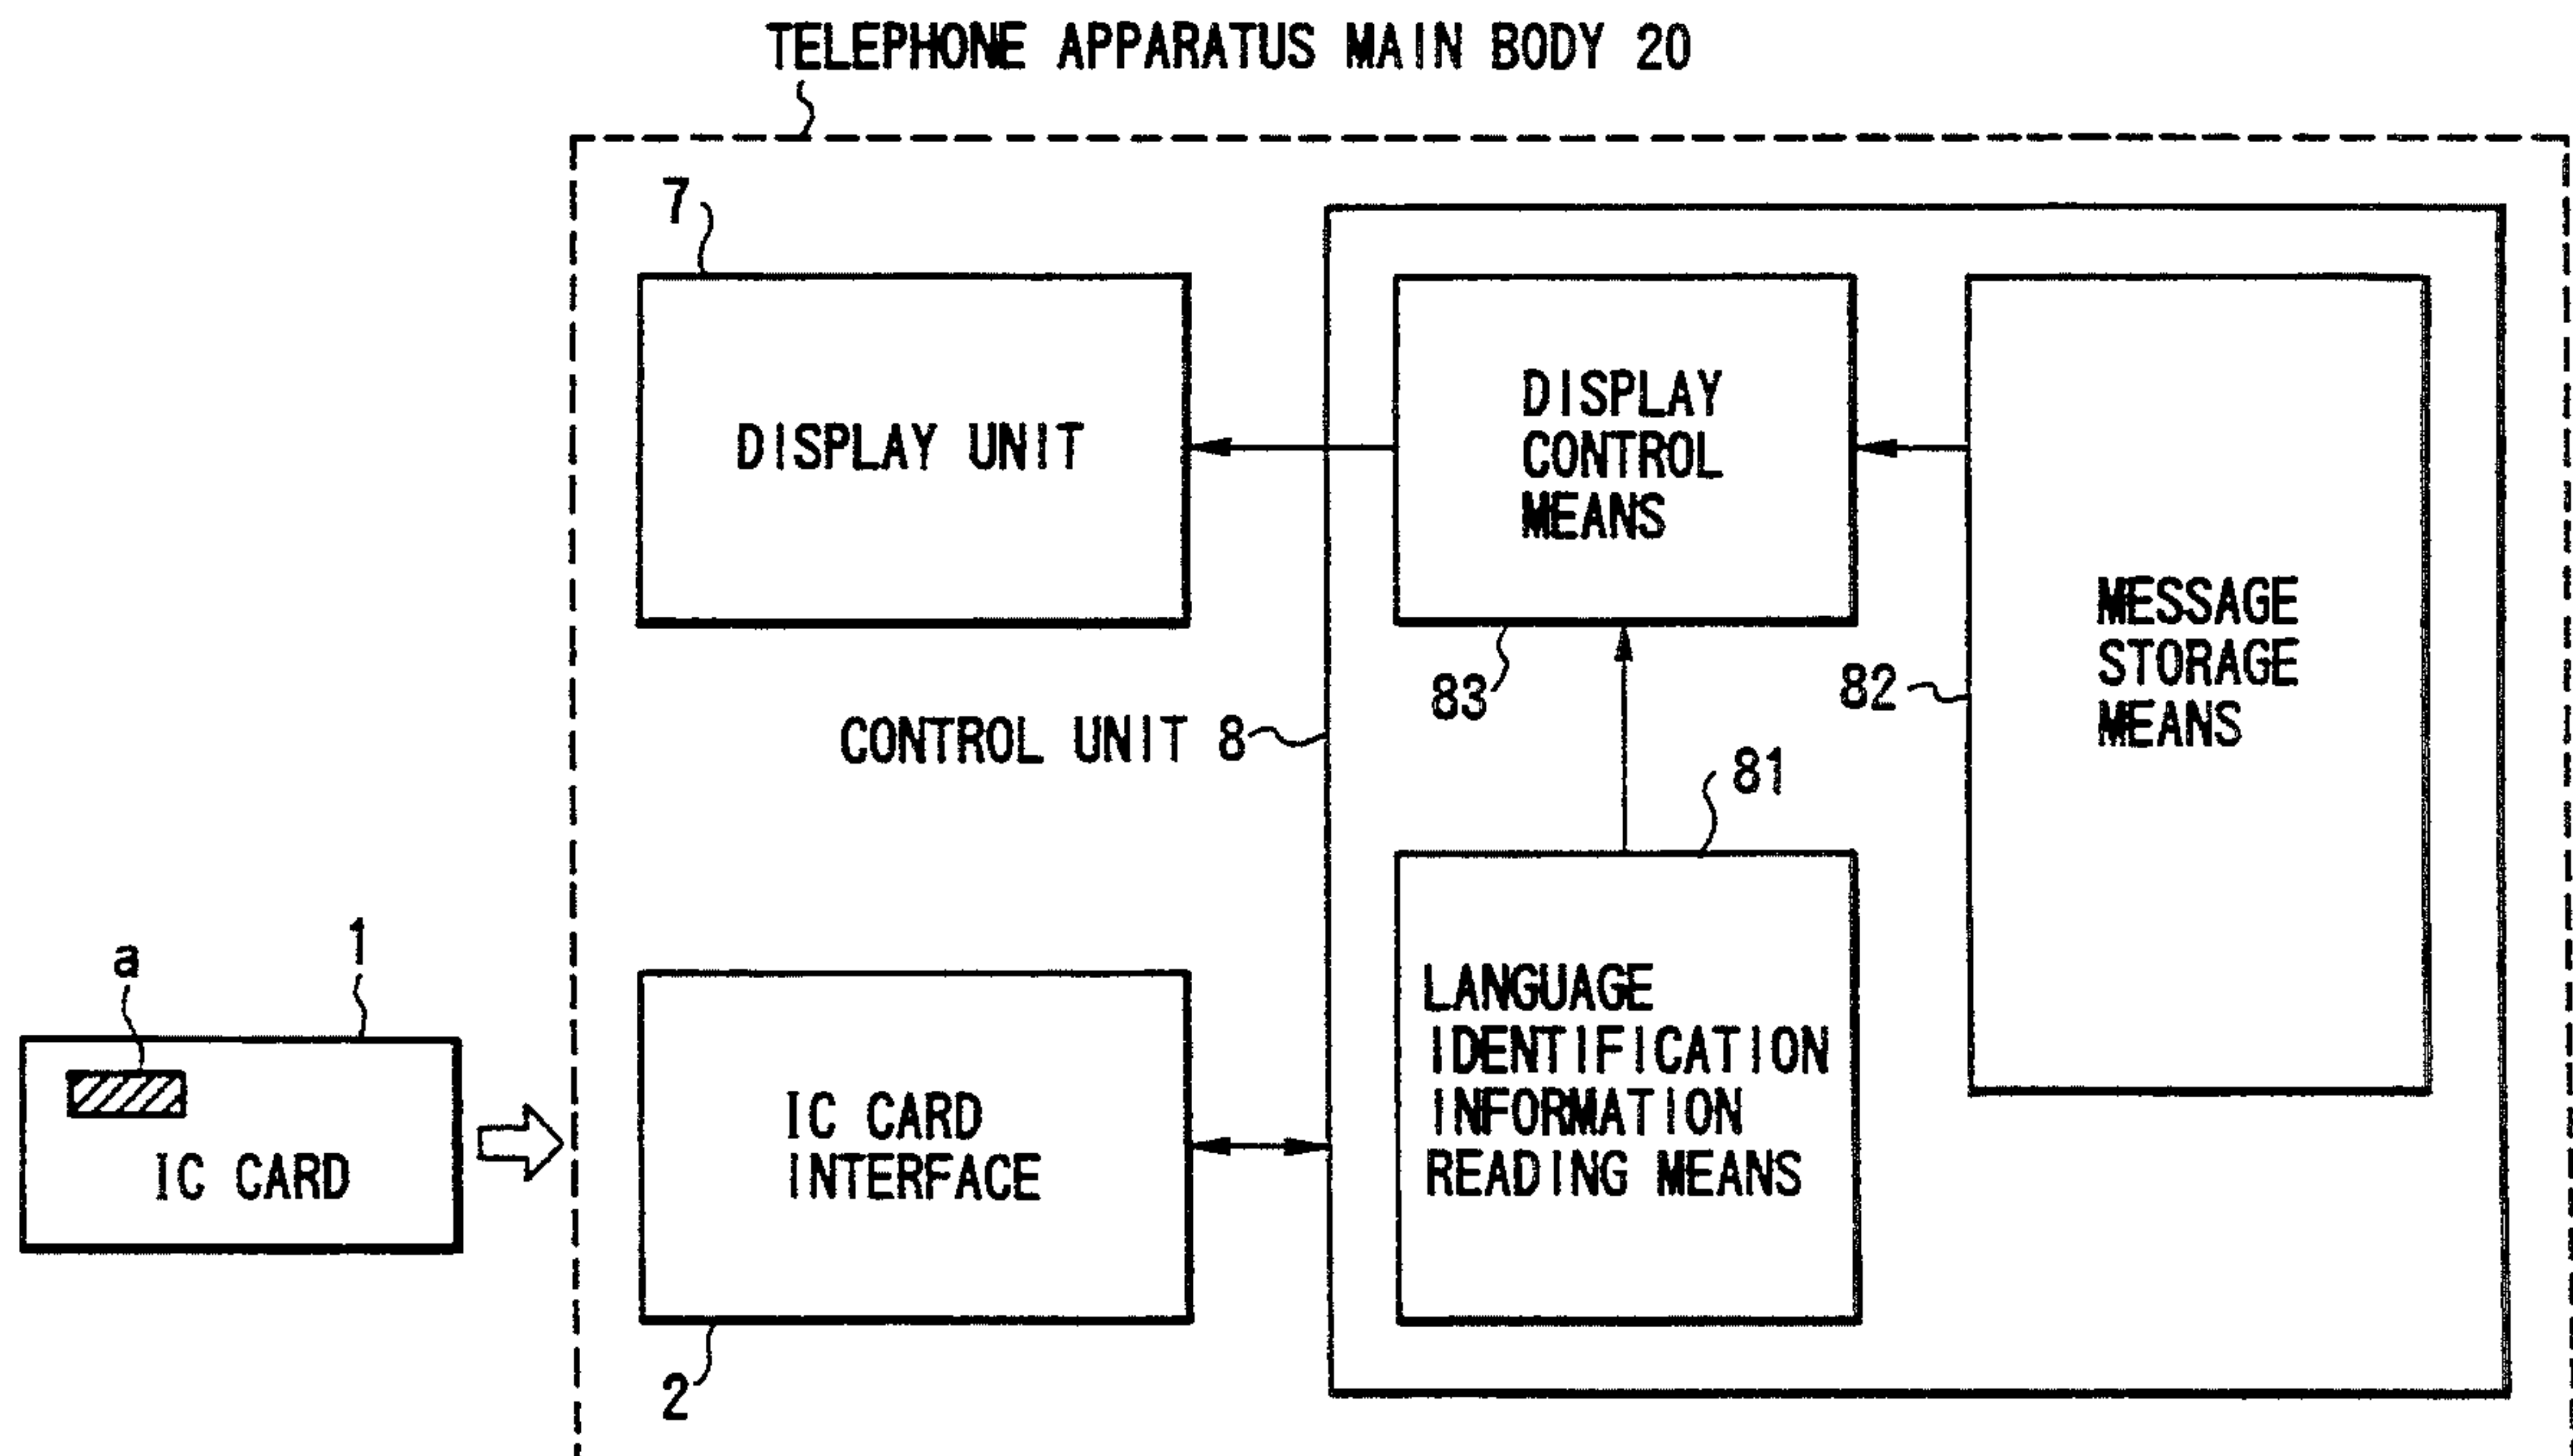 TELEPHONE APPARATUS MAIN BODY 20
7
DISPLAY UNIT
DISPLAY
CONTROL
MEANS
83
82
MESSAGE
STORAGE
MEANS
CONTROL UNIT 8
81
LANGUAGE
IDENTIFICATION
INFORMATION
READING MEANS
a
1
IC CARD
IC CARD
INTERFACE
2